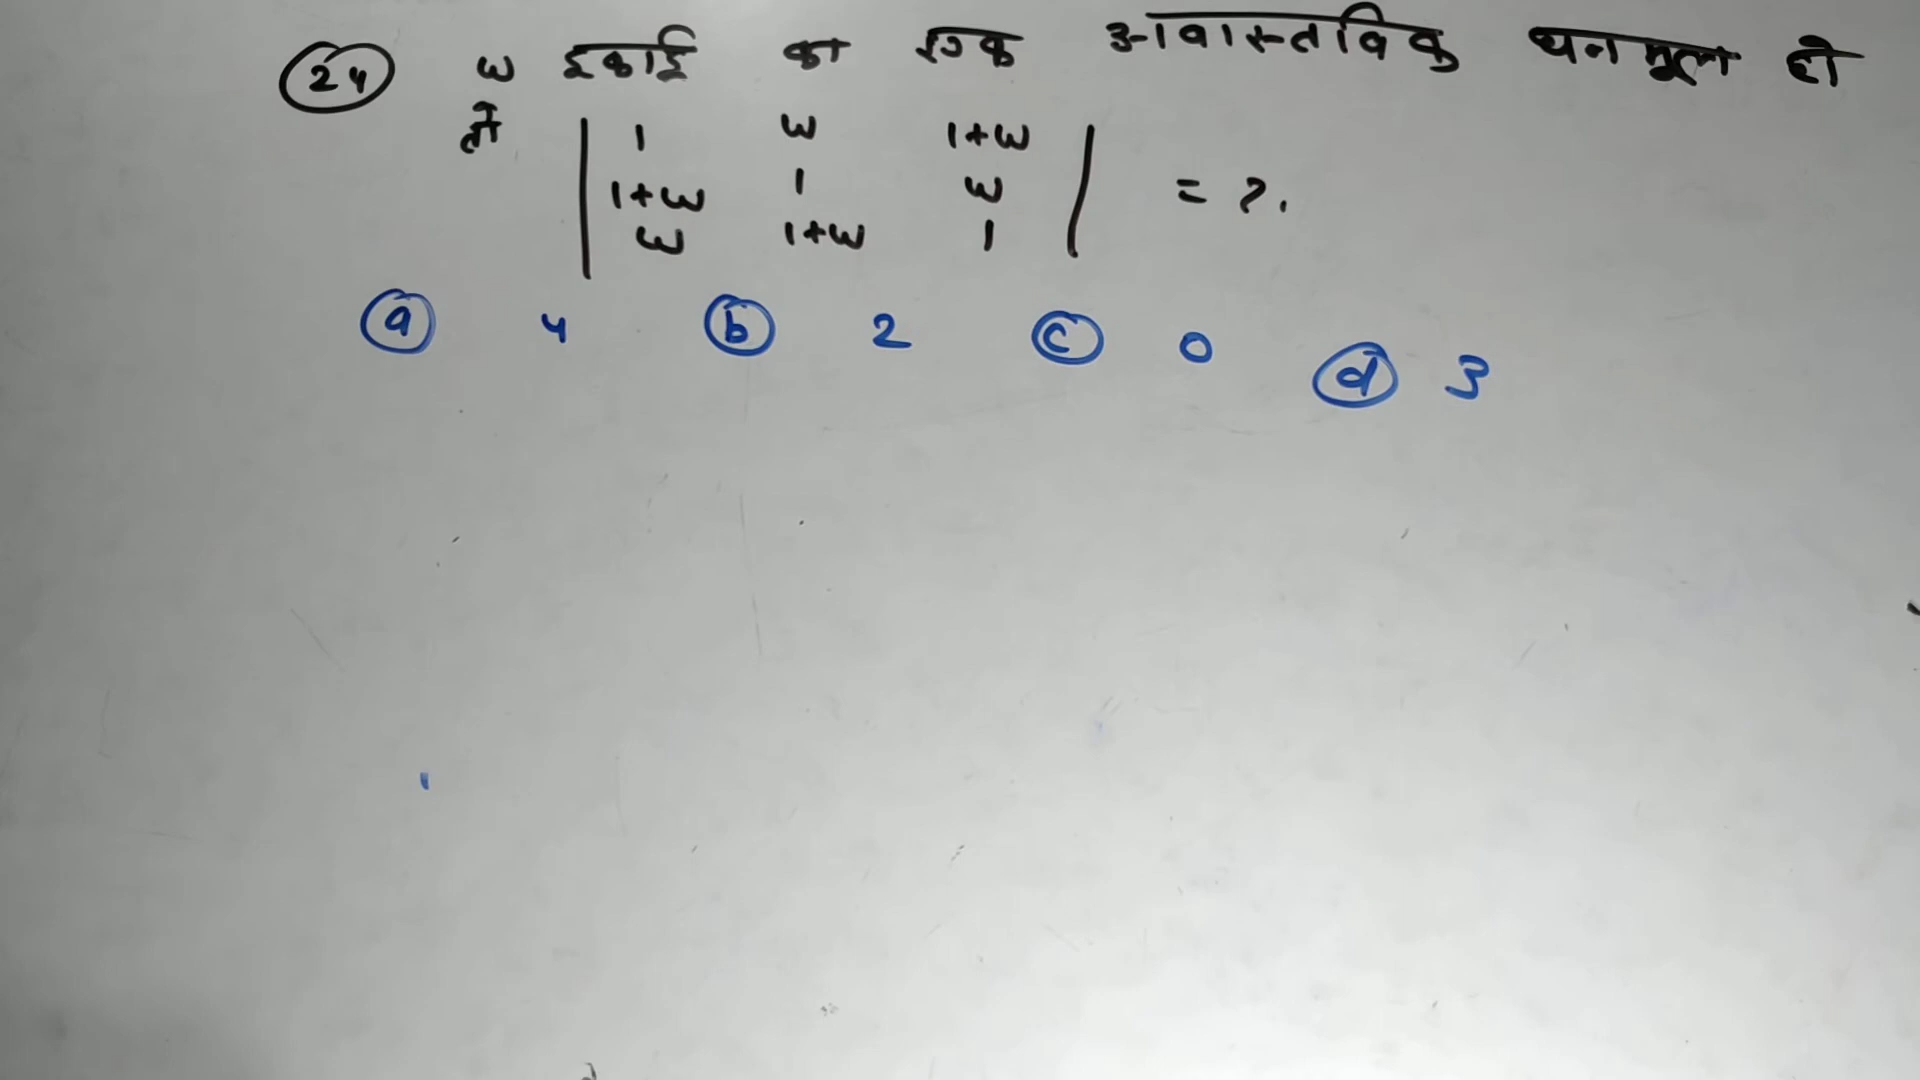 24 ω इकाई का एक अवास्तविक घनमूल हो
तो | 1 ω 1+ω |
| 1+ω 1 ω | = ?.
| ω 1+ω 1 |
a 4 b 2 c 0 d 3